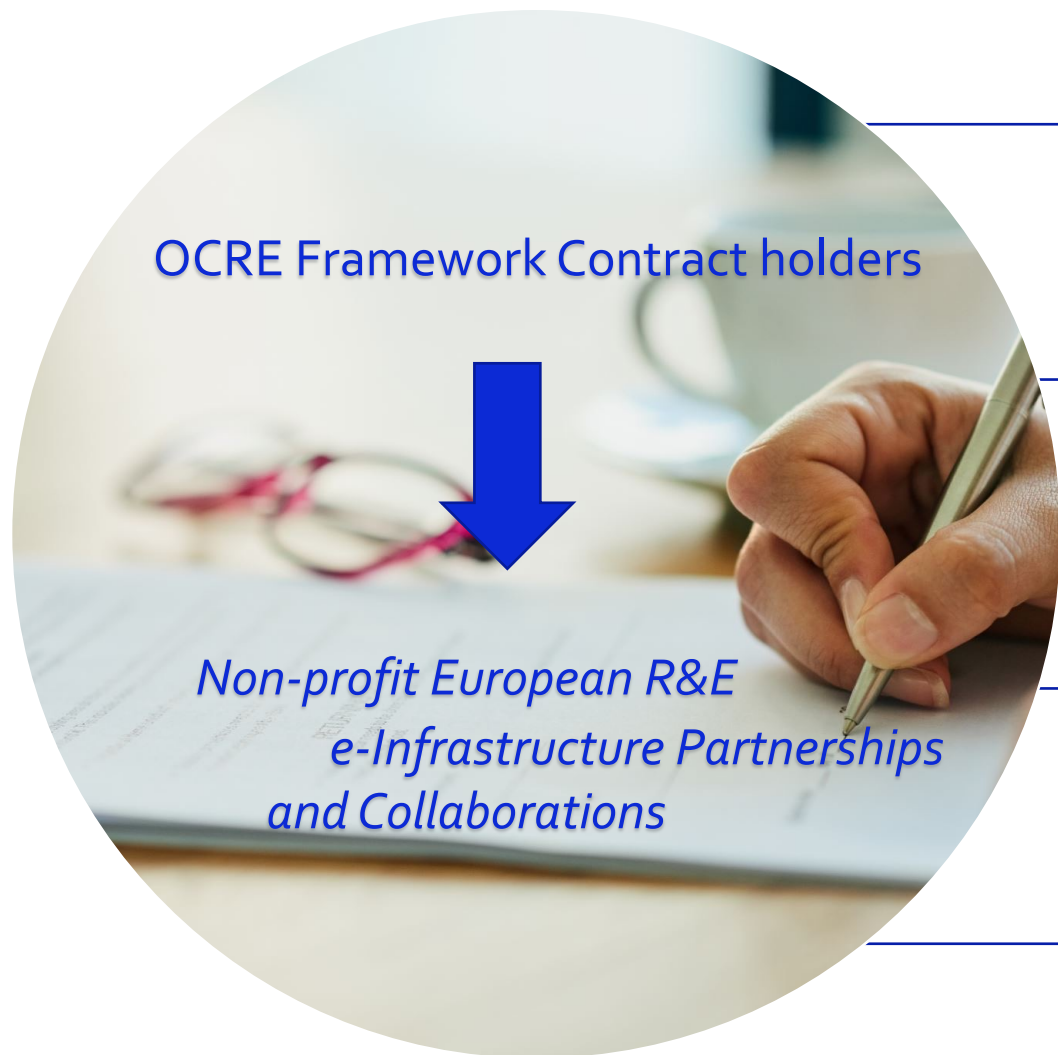 OCRE Framework Contract holders
Non-profit European R&E
e-Infrastructure Partnerships
and Collaborations